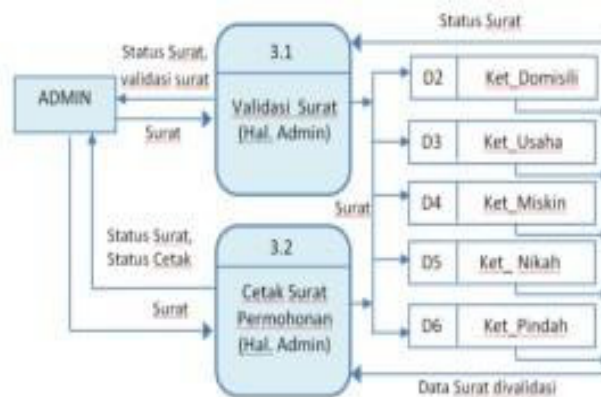 Status Surat
Status Surat,
validasi surat
ADMIN
Surat
3.1
Validasi Surat
(Hal. Admin)
D2 Ket_Domisili
D3 Ket_Usaha
D4 Ket_Miskin
D5 Ket_ Nikah
D6 Ket_Pindah
Surat
Status Surat,
Status Cetak
Surat
3.2
Cetak Surat
Permohonan
(Hal. Admin)
Data Surat divalidasi